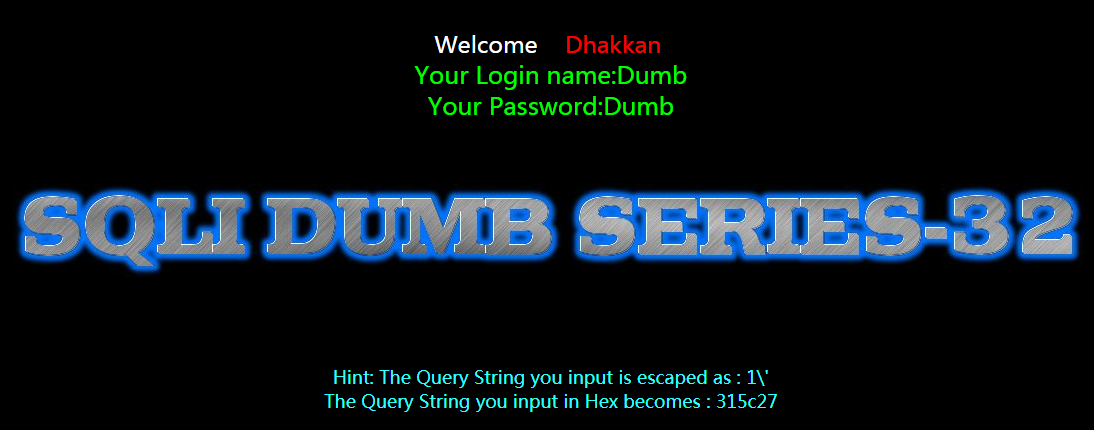 Welcome Dhakkan
Your Login name:Dumb
Your Password:Dumb
SQLI DUMB SERIES-32
Hint: The Query String you input is escaped as : 1\'
The Query String you input in Hex becomes : 315c27